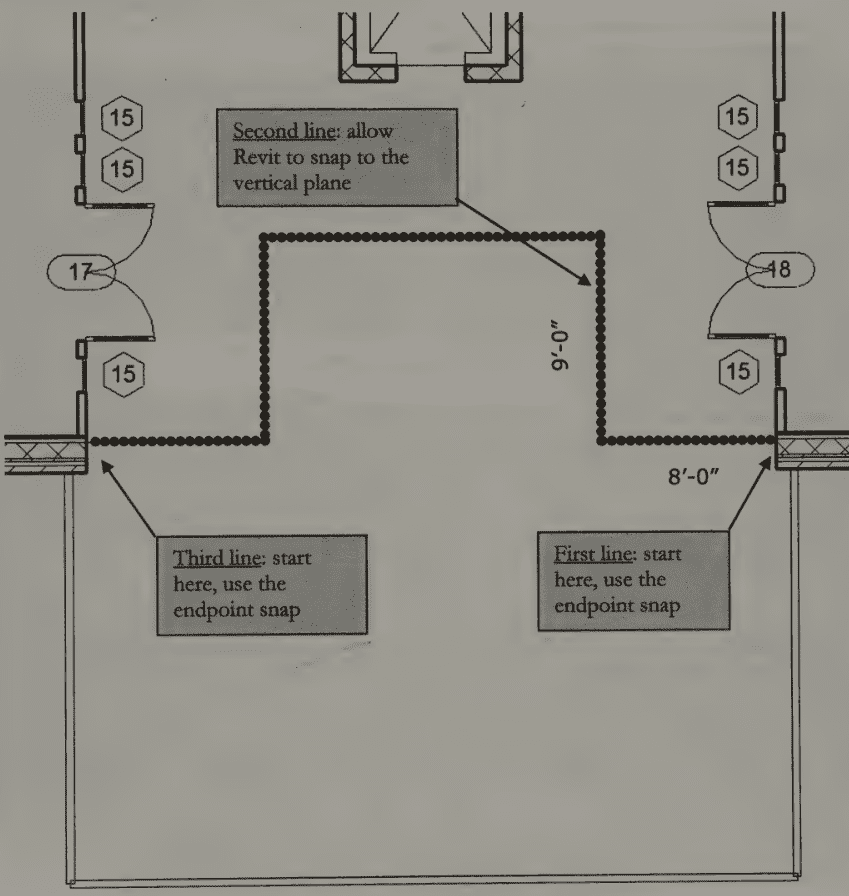 15
15
15
15
Second line: allow
Revit to snap to the
vertical plane
17
18
9'-0"
15
15
8'-0"
Third line: start
here, use the
endpoint snap
First line: start
here, use the
endpoint snap